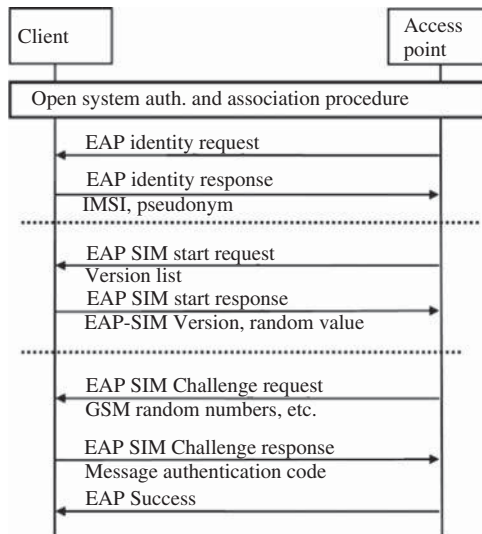 Client
Access
point
Open system auth. and association procedure
EAP identity request
EAP identity response
IMSI, pseudonym
EAP SIM start request
Version list
EAP SIM start response
EAP-SIM Version, random value
EAP SIM Challenge request
GSM random numbers, etc.
EAP SIM Challenge response
Message authentication code
EAP Success